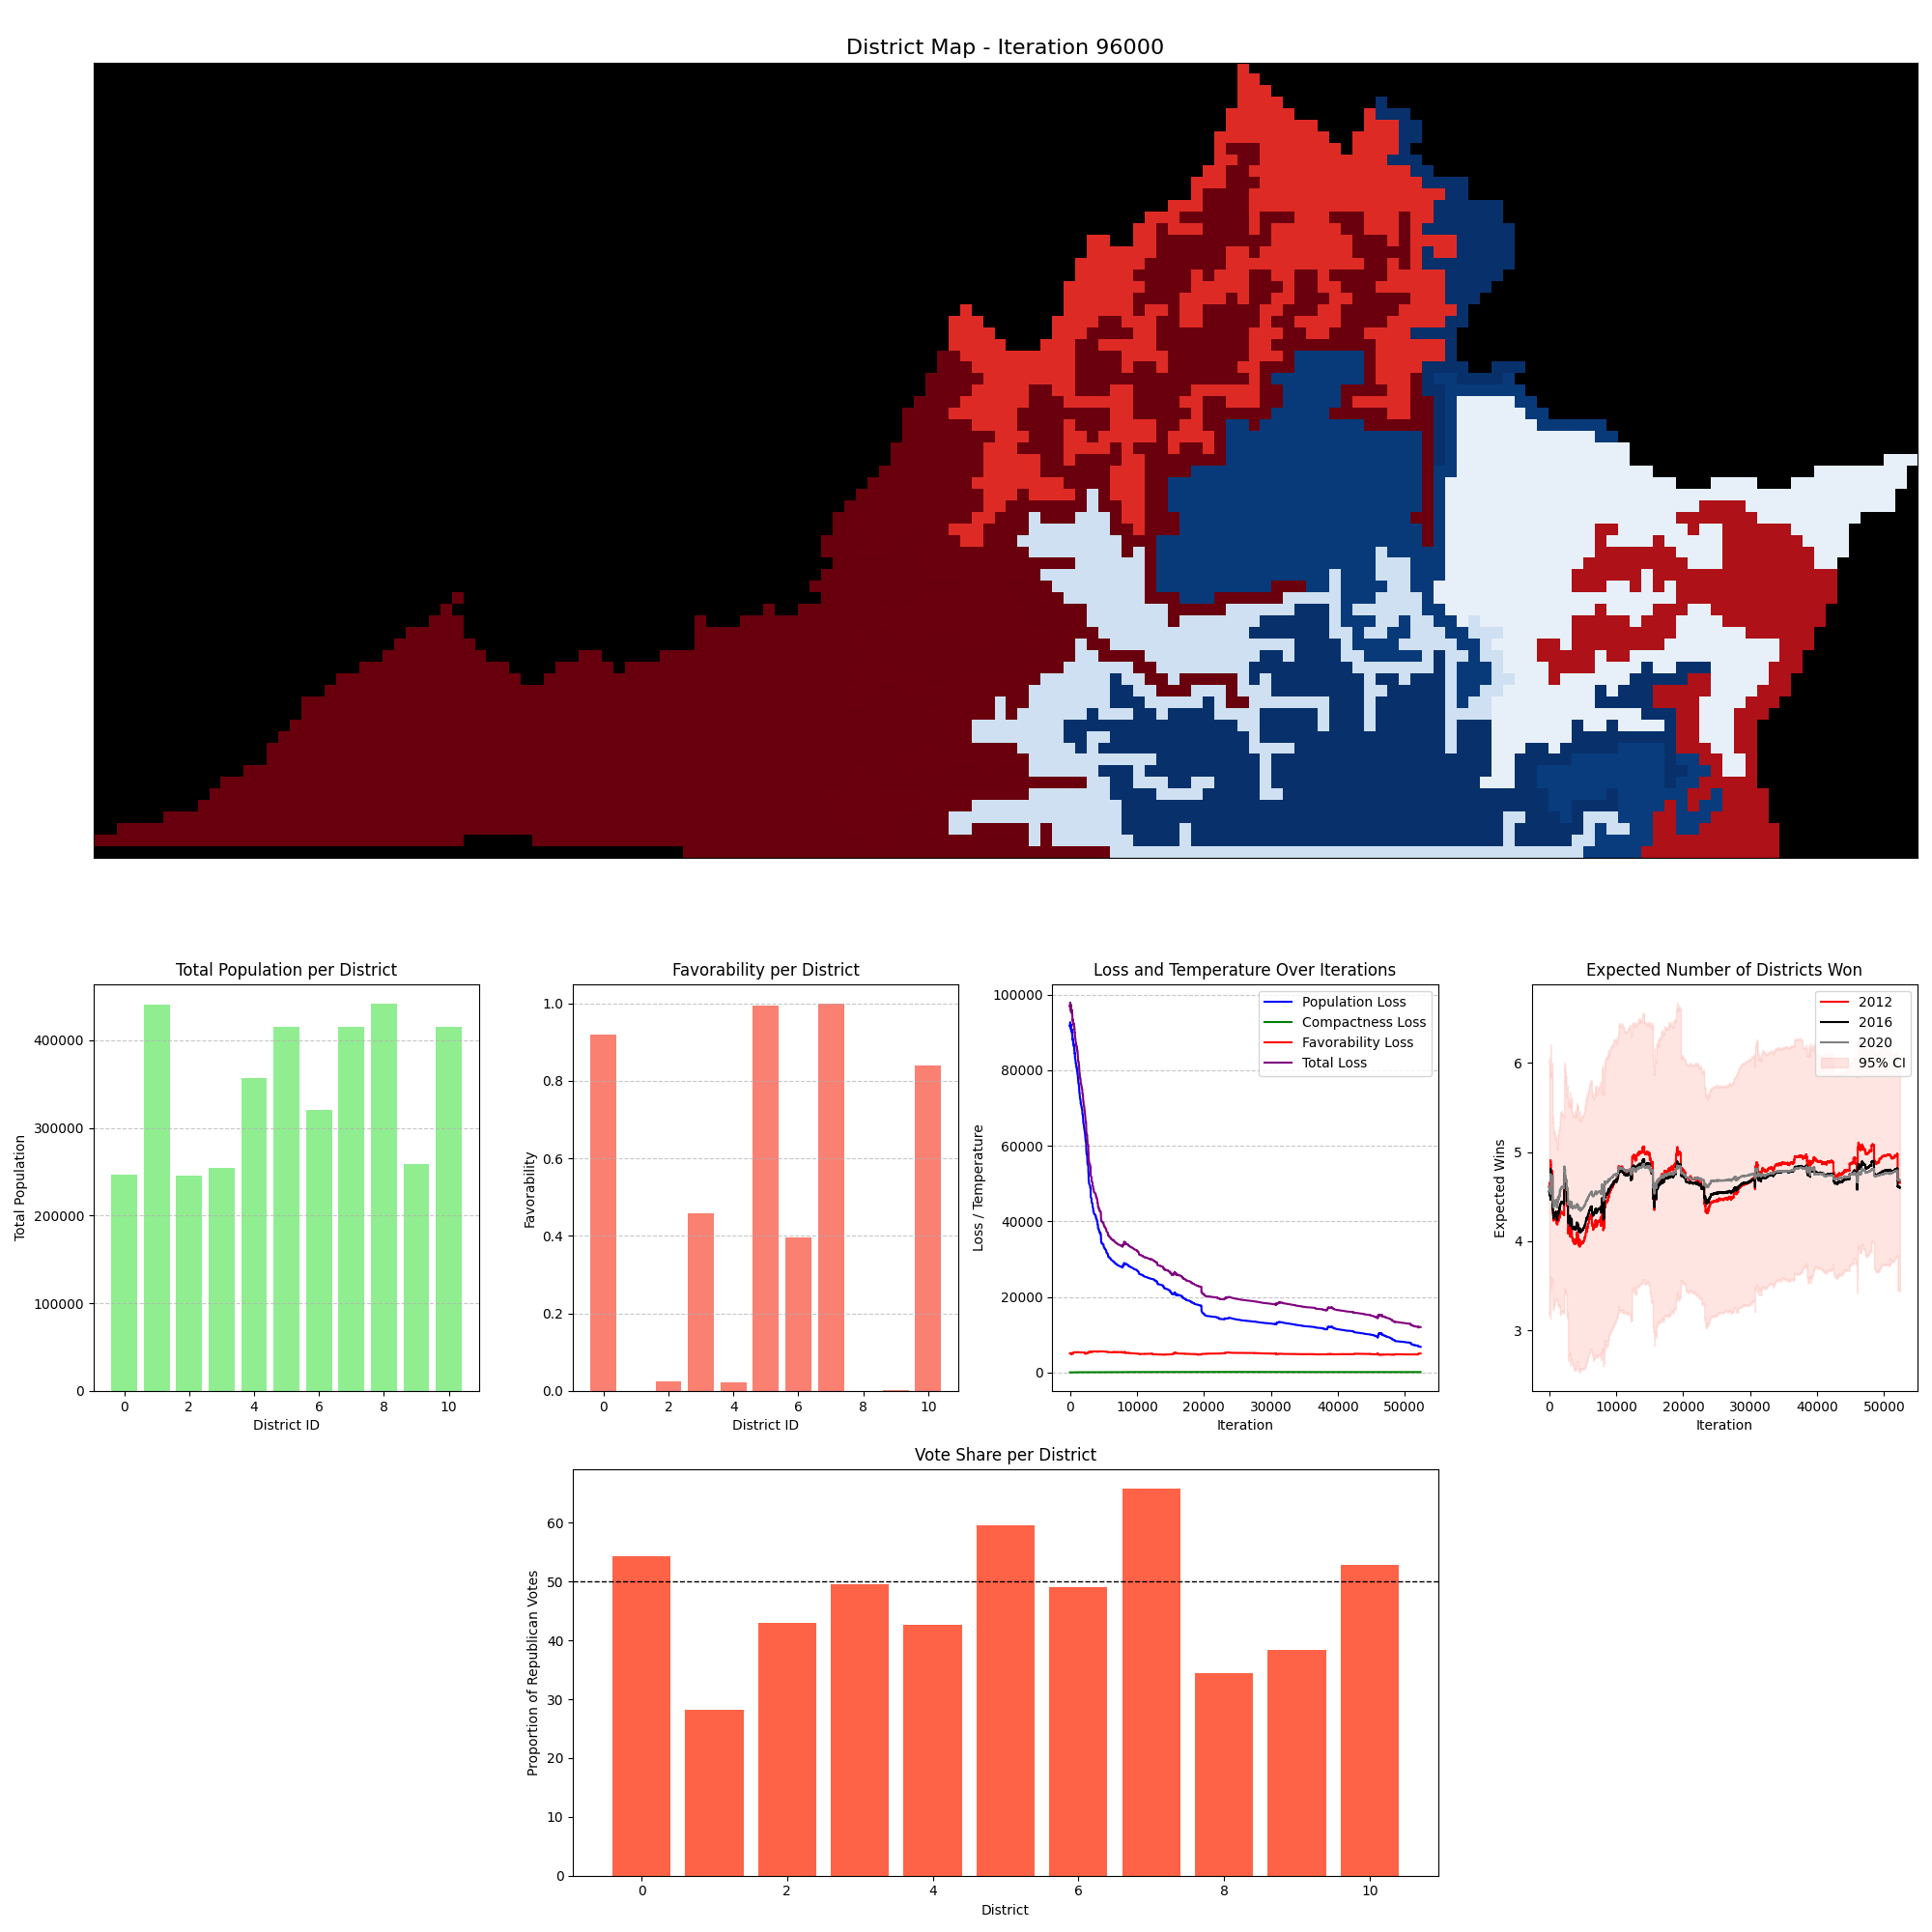 District Map - Iteration 96000
Total Population per District
Total Population
400000
300000
200000
100000
0
0 2 4 6 8 10
District ID
Favorability per District
Favorability
1.0
0.8
0.6
0.4
0.2
0.0
0 2 4 6 8 10
District ID
Loss and Temperature Over Iterations
Loss / Temperature
100000
80000
60000
40000
20000
0
Population Loss
Compactness Loss
Favorability Loss
Total Loss
0 10000 20000 30000 40000 50000
Iteration
Expected Number of Districts Won
Expected Wins
6
5
4
3
2012
2016
2020
95% CI
0 10000 20000 30000 40000 50000
Iteration
Vote Share per District
Proportion of Republican Votes
60
50
40
30
20
10
0
0 2 4 6 8 10
District